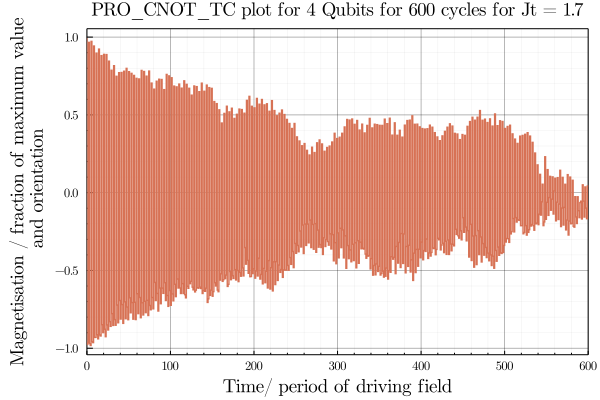 PRO_CNOT_TC plot for 4 Qubits for 600 cycles for Jt = 1.7
Magnetisation / fraction of maximum value
and orientation
1.0
0.5
0.0
−0.5
−1.0
0 100 200 300 400 500 600
Time/ period of driving field